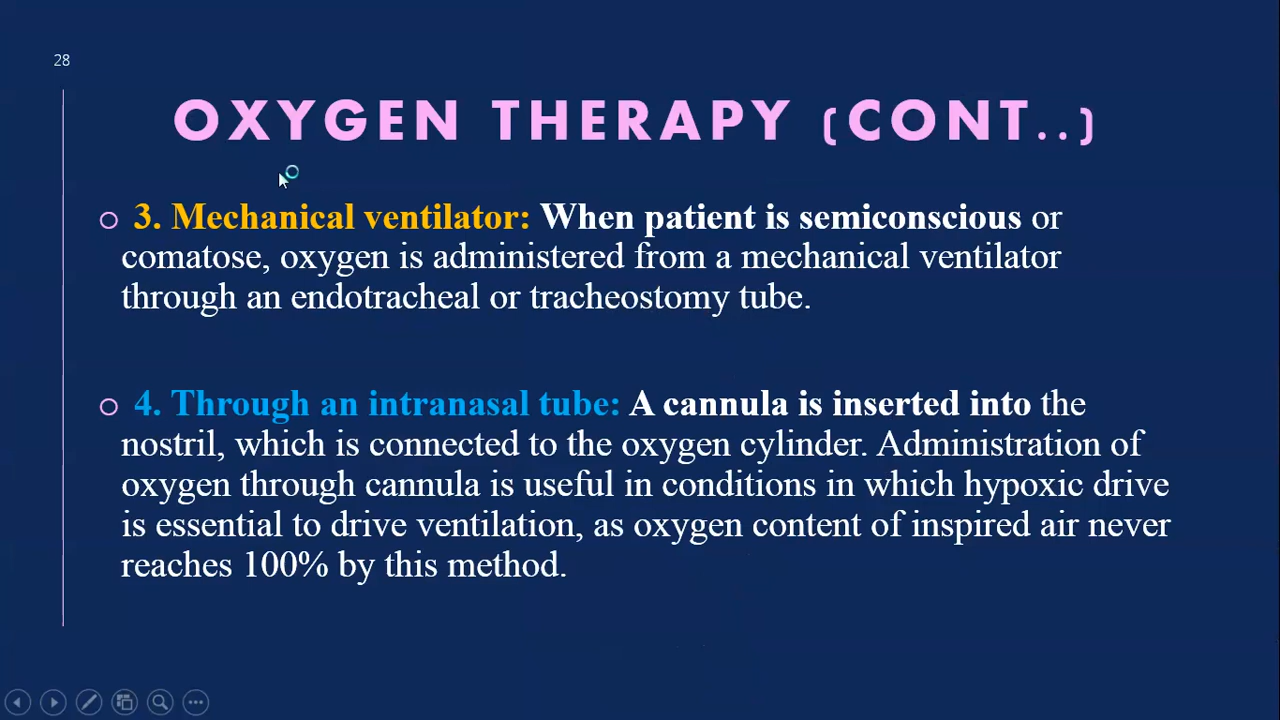 28
OXYGEN THERAPY (CONT..)
3. Mechanical ventilator: When patient is semiconscious or
comatose, oxygen is administered from a mechanical ventilator
through an endotracheal or tracheostomy tube.
4. Through an intranasal tube: A cannula is inserted into the
nostril, which is connected to the oxygen cylinder. Administration of
oxygen through cannula is useful in conditions in which hypoxic drive
is essential to drive ventilation, as oxygen content of inspired air never
reaches 100% by this method.